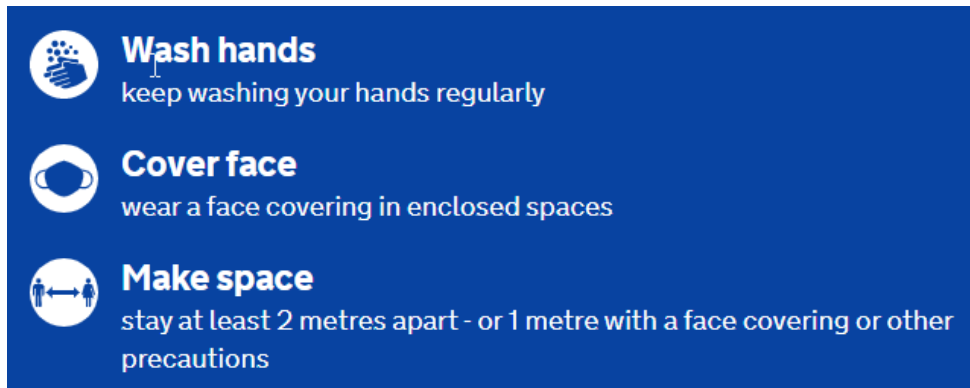 Wash hands
keep washing your hands regularly
Cover face
wear a face covering in enclosed spaces
Make space
stay at least 2 metres apart - or 1 metre with a face covering or other
precautions